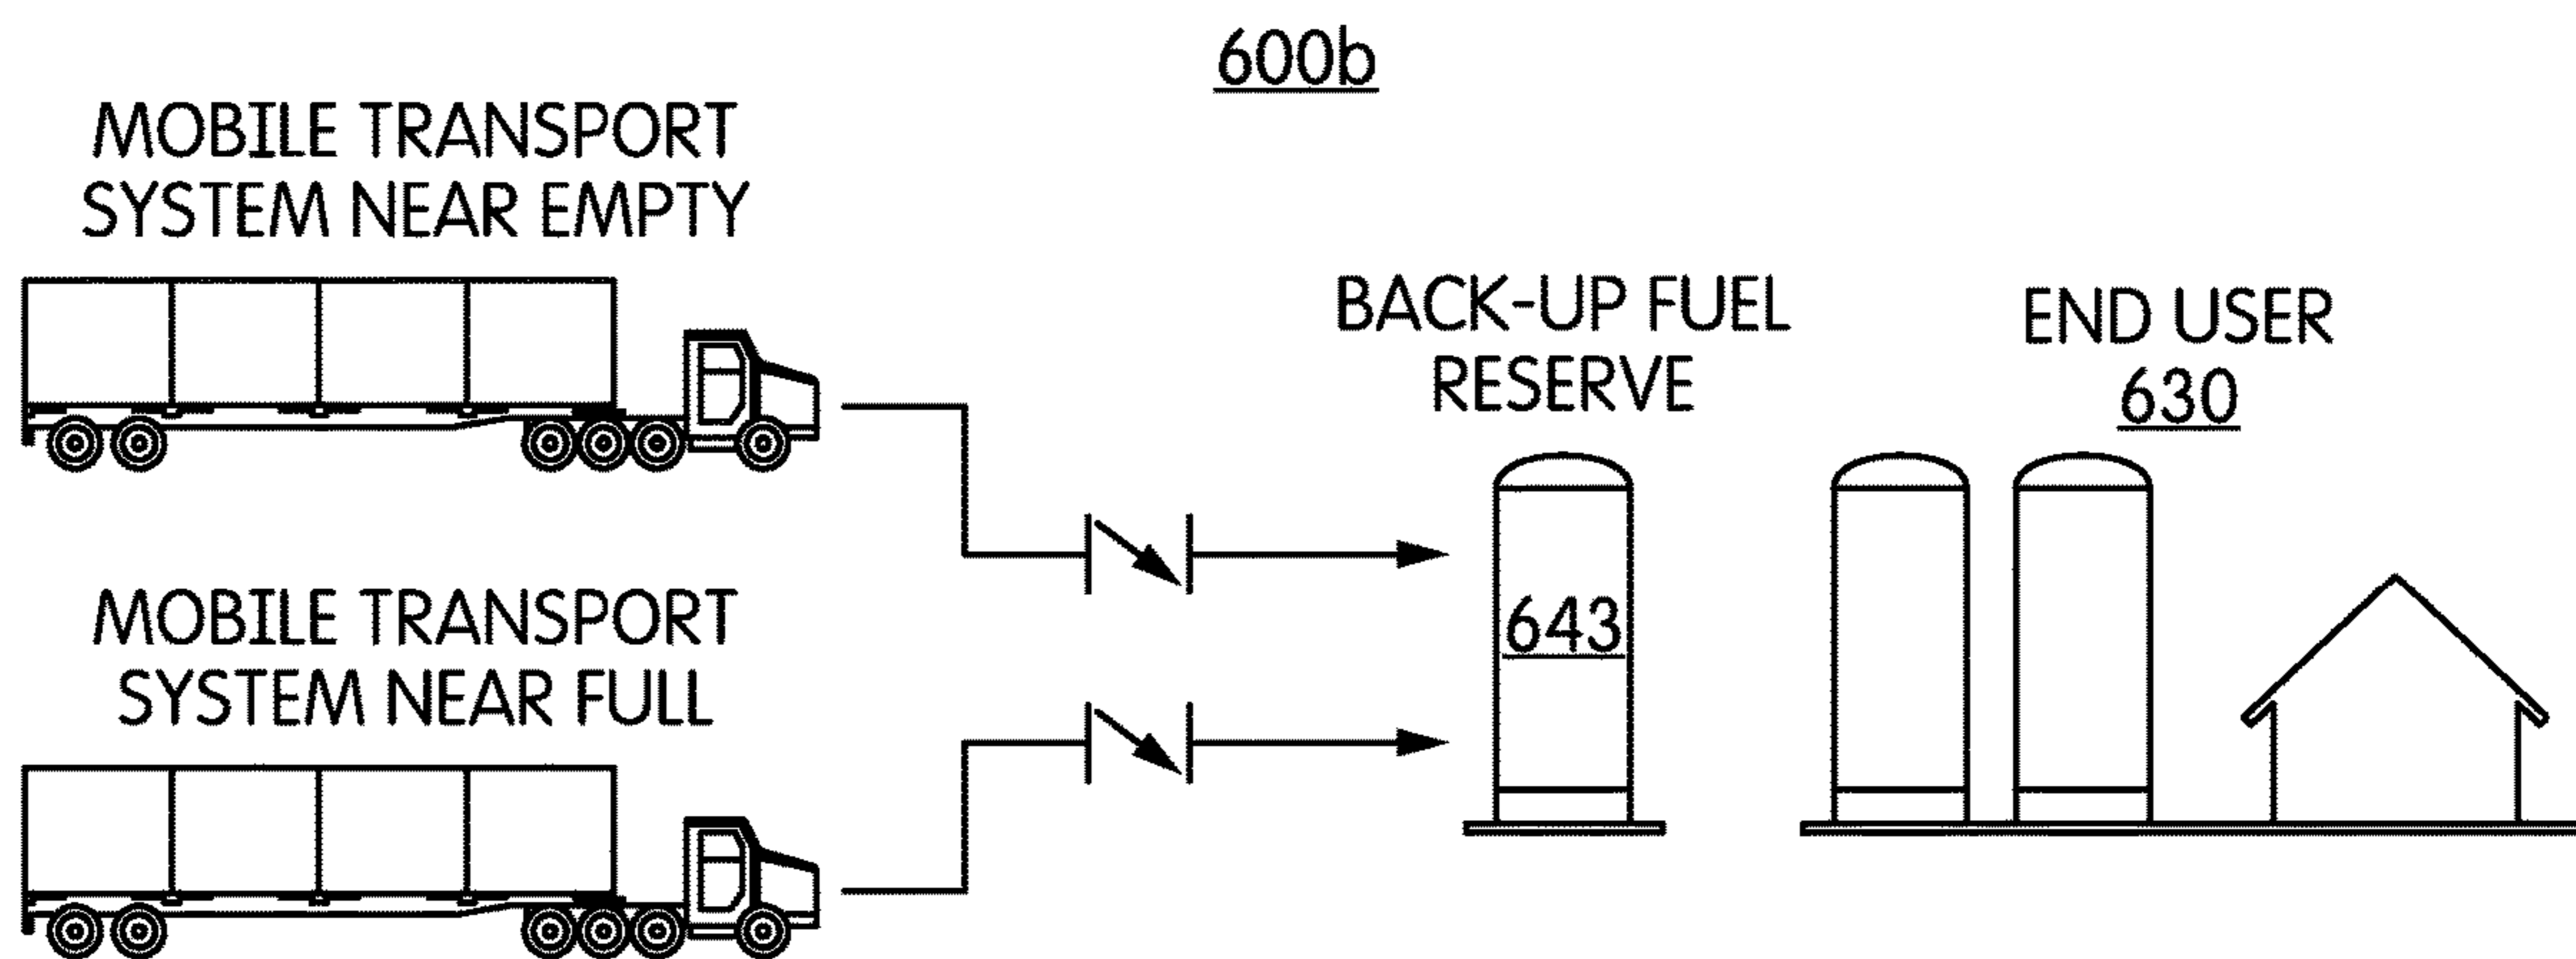 600b
MOBILE TRANSPORT
SYSTEM NEAR EMPTY
BACK-UP FUEL
RESERVE
END USER
630
643
MOBILE TRANSPORT
SYSTEM NEAR FULL